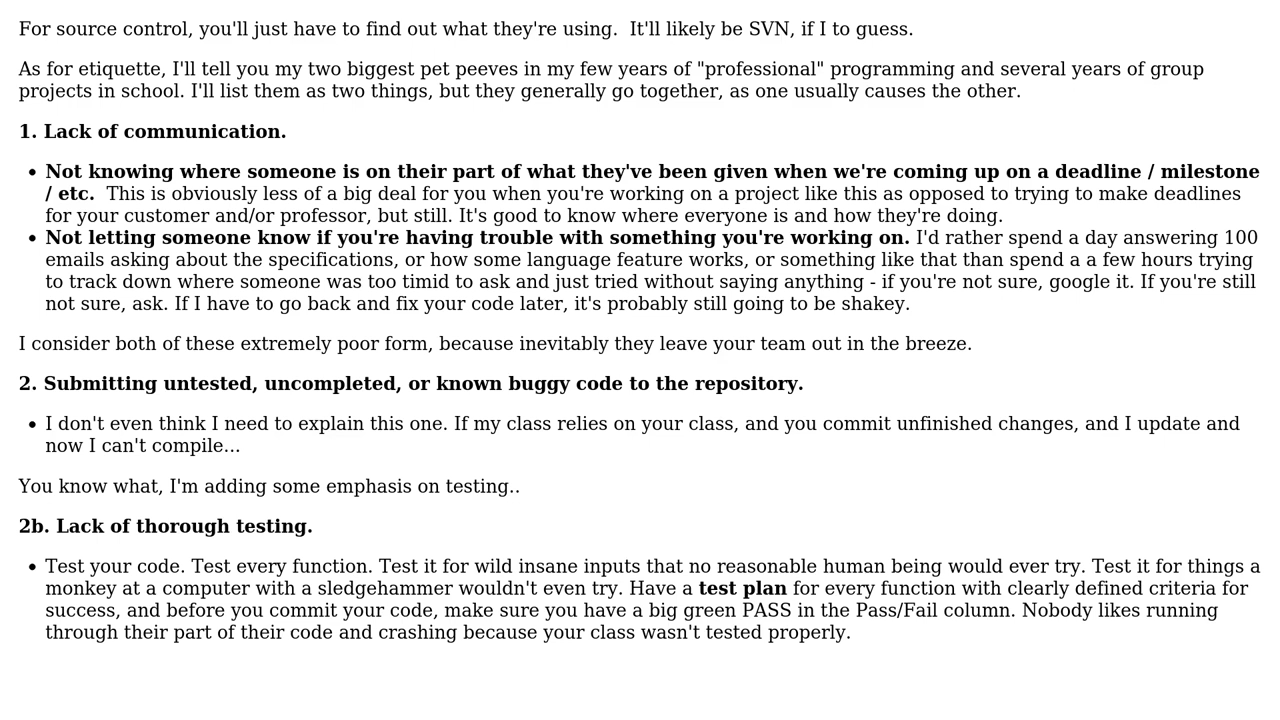 For source control, you'll just have to find out what they're using.  It'll likely be SVN, if I to guess.
As for etiquette, I'll tell you my two biggest pet peeves in my few years of "professional" programming and several years of group
projects in school. I'll list them as two things, but they generally go together, as one usually causes the other.
1. Lack of communication.
• Not knowing where someone is on their part of what they've been given when we're coming up on a deadline / milestone
/ etc.  This is obviously less of a big deal for you when you're working on a project like this as opposed to trying to make deadlines
for your customer and/or professor, but still. It's good to know where everyone is and how they're doing.
• Not letting someone know if you're having trouble with something you're working on. I'd rather spend a day answering 100
emails asking about the specifications, or how some language feature works, or something like that than spend a a few hours trying
to track down where someone was too timid to ask and just tried without saying anything - if you're not sure, google it. If you're still
not sure, ask. If I have to go back and fix your code later, it's probably still going to be shakey.
I consider both of these extremely poor form, because inevitably they leave your team out in the breeze.
2. Submitting untested, uncompleted, or known buggy code to the repository.
• I don't even think I need to explain this one. If my class relies on your class, and you commit unfinished changes, and I update and
now I can't compile...
You know what, I'm adding some emphasis on testing..
2b. Lack of thorough testing.
• Test your code. Test every function. Test it for wild insane inputs that no reasonable human being would ever try. Test it for things a
monkey at a computer with a sledgehammer wouldn't even try. Have a test plan for every function with clearly defined criteria for
success, and before you commit your code, make sure you have a big green PASS in the Pass/Fail column. Nobody likes running
through their part of their code and crashing because your class wasn't tested properly.